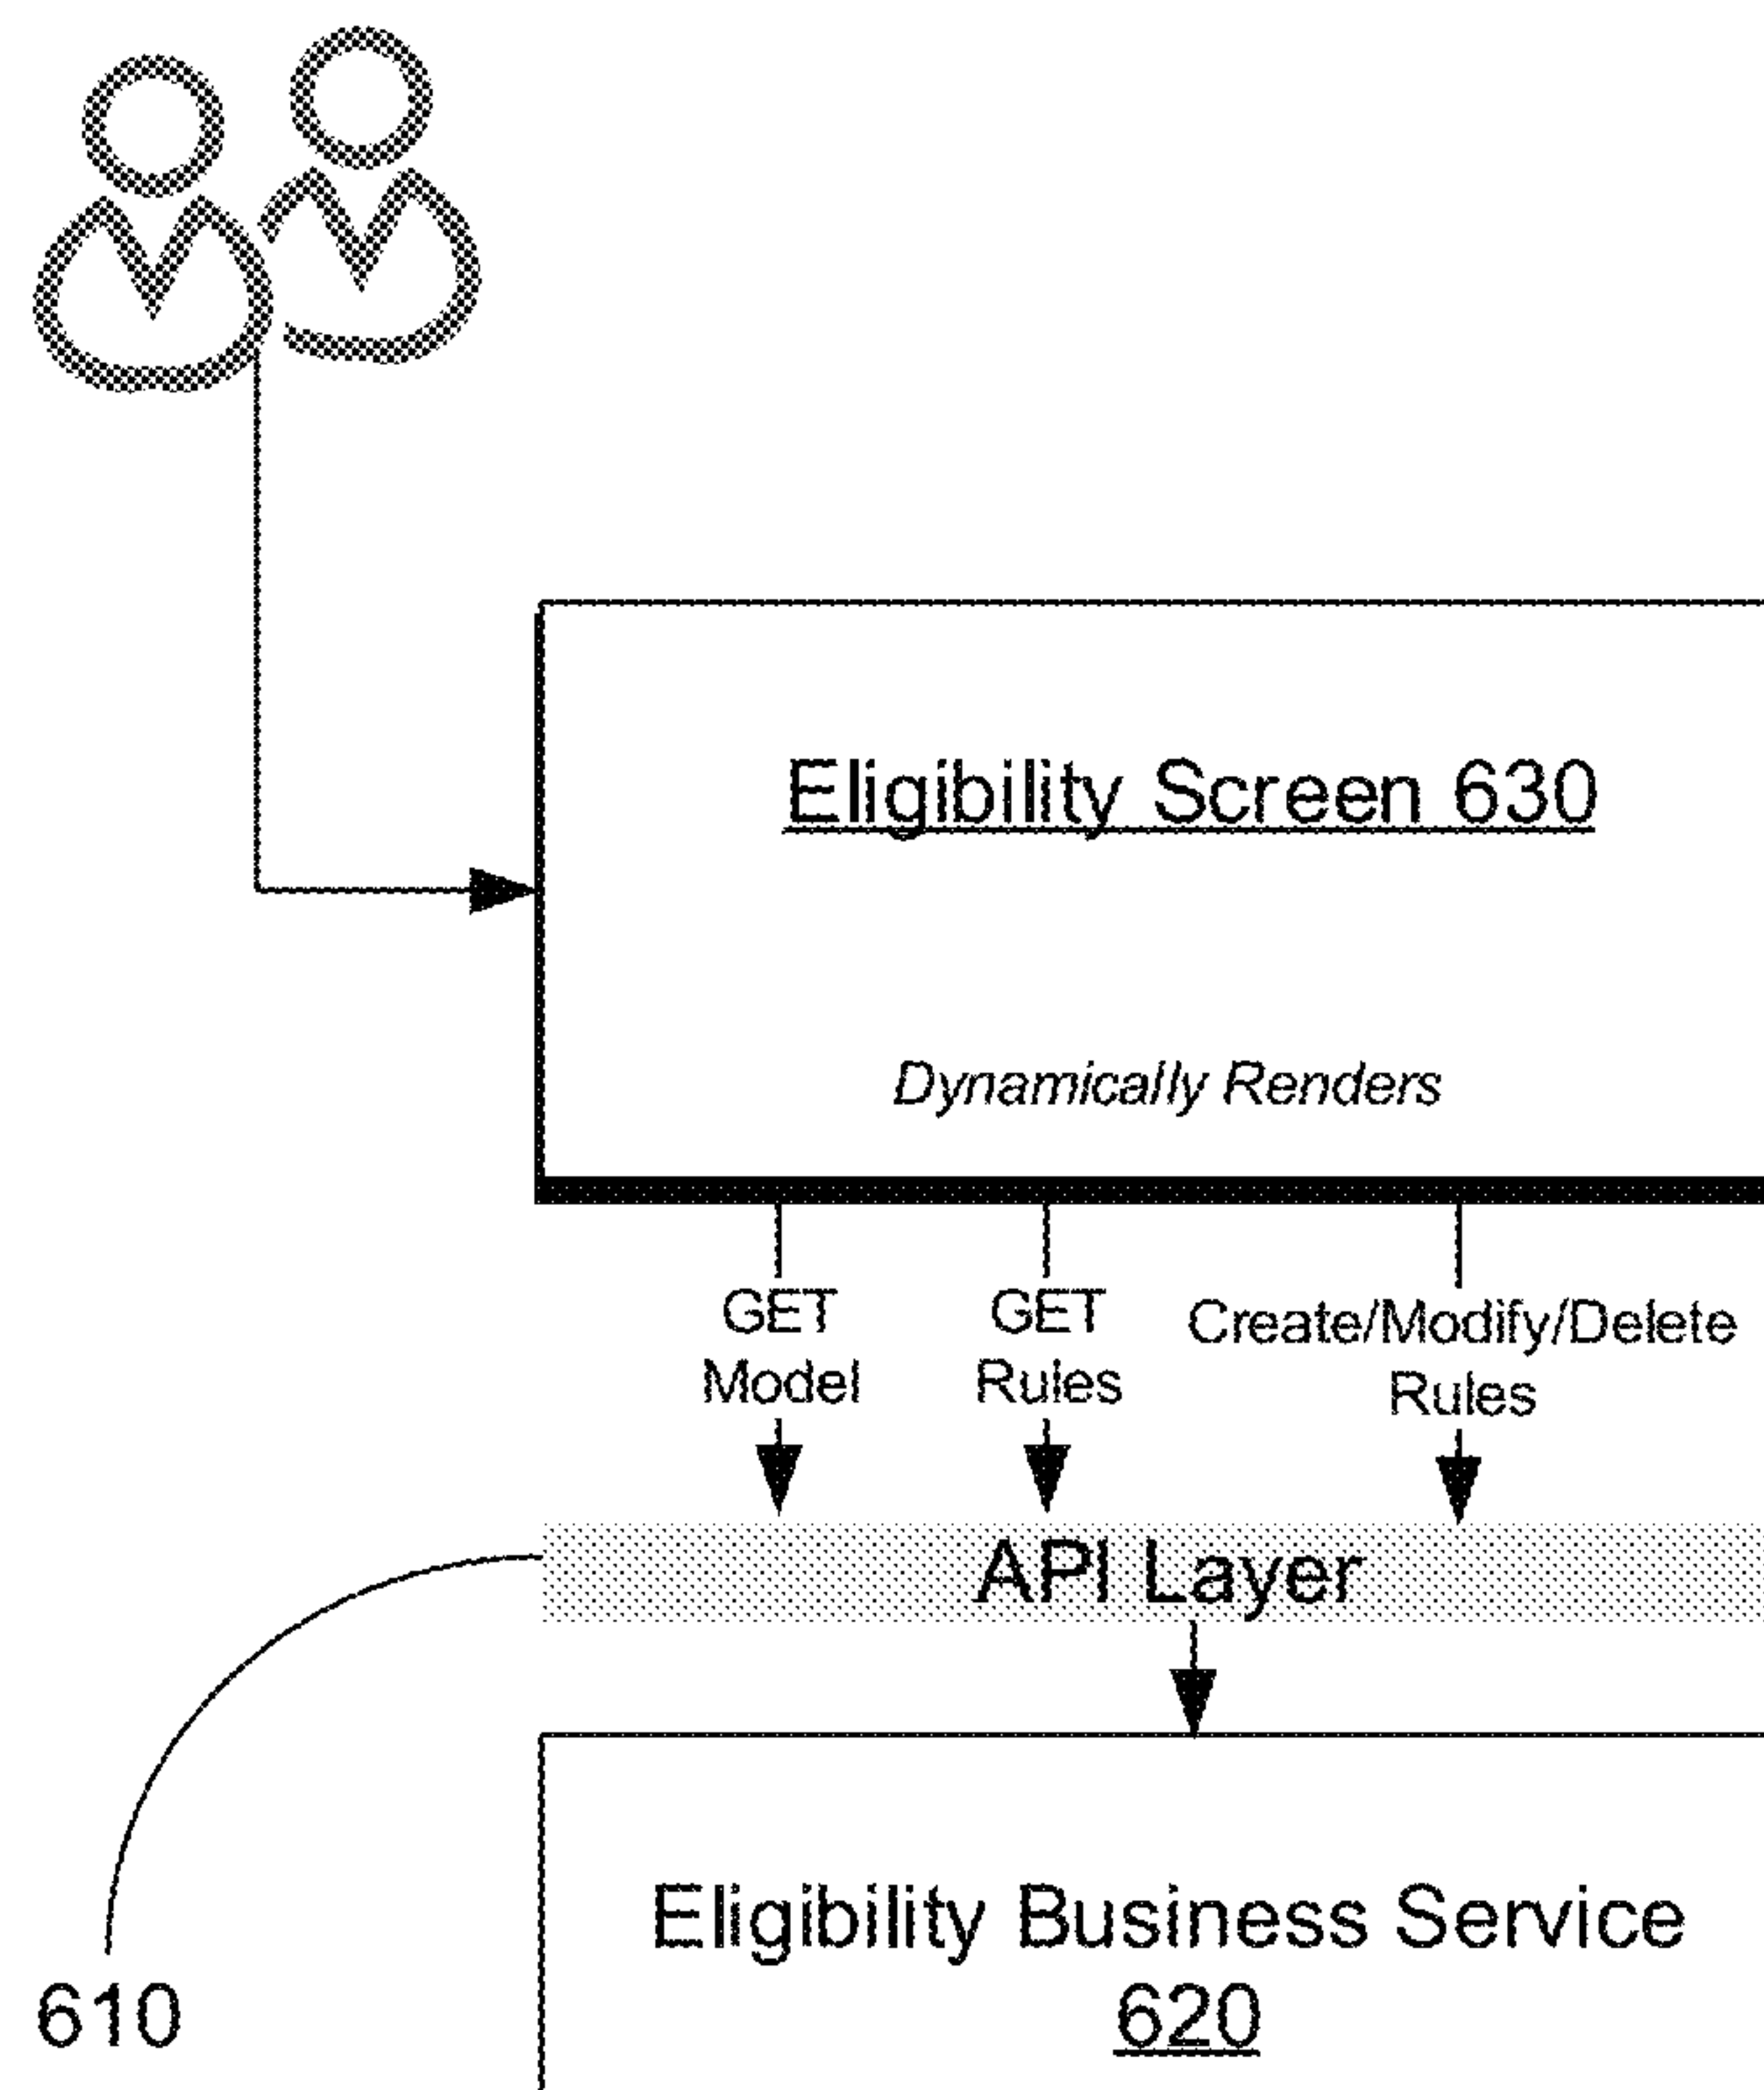 Eligibility Screen 630
Dynamically Renders
GET
Model
GET
Rules
Create/Modify/Delete
Rules
API Layer
Eligibility Business Service
620
610